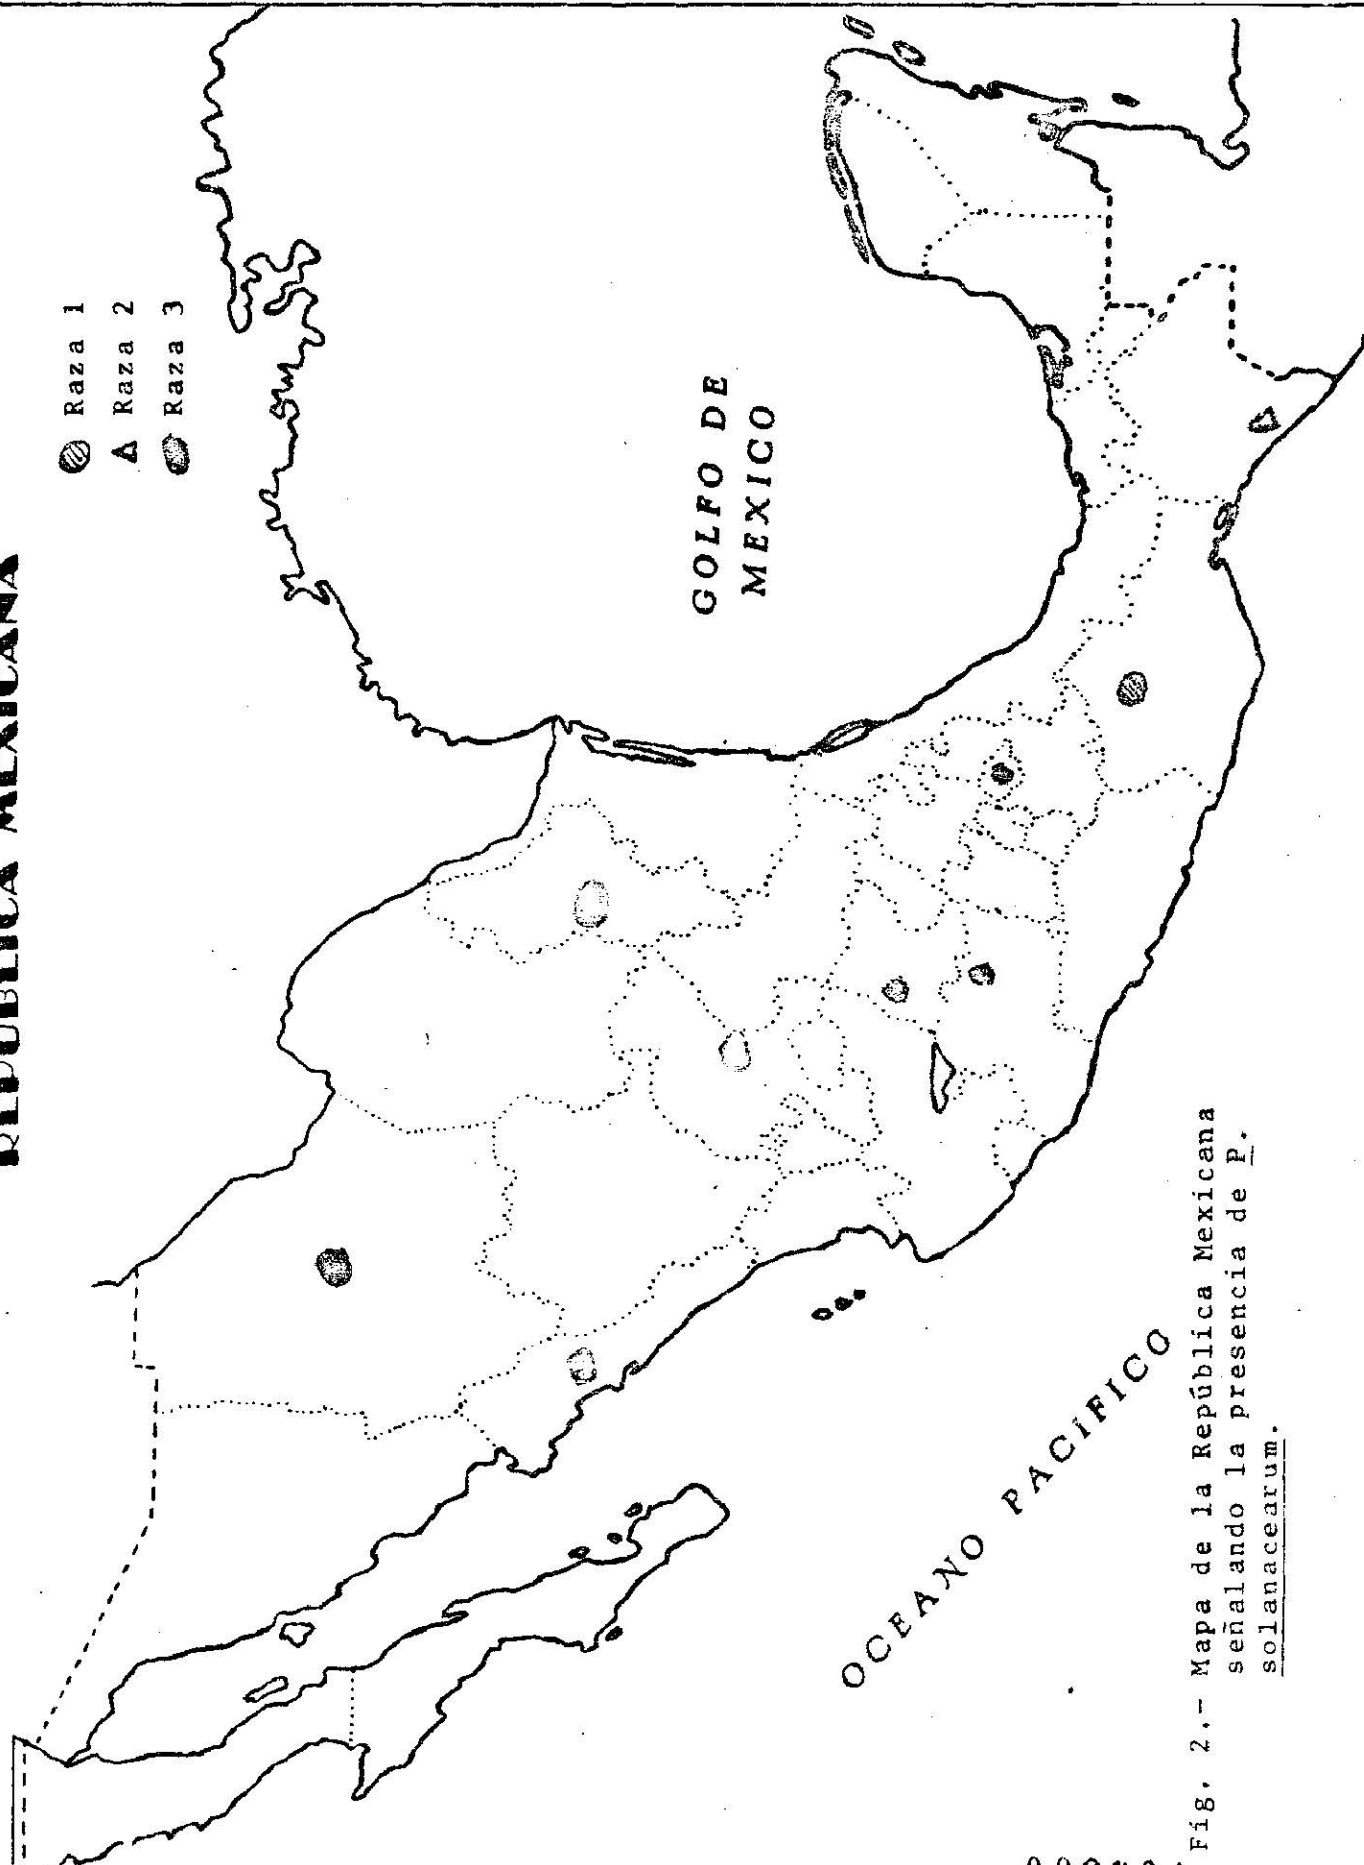 REPUBLICA MEXICANA
Raza 1
Raza 2
Raza 3
GOLFO DE
MEXICO
OCEANO PACIFICO
Fig. 2.- Mapa de la República Mexicana
señalando la presencia de P.
solanacearum.